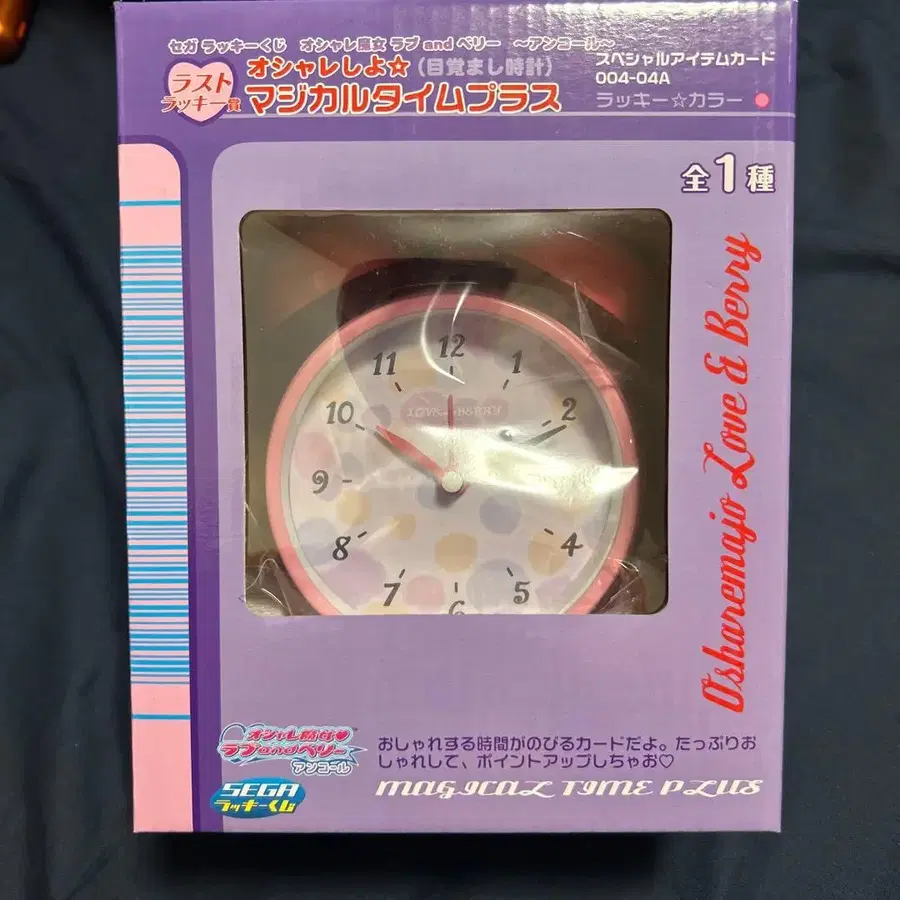 セガ ラッキーくじ オシャレ魔女 ラブ and ベリー ～アンコール～
ラスト
ラッキー賞
オシャレしよ☆(目覚まし時計)
マジカルタイムプラス
スペシャルアイテムカード
004-04A
ラッキー☆カラー
全1種
12
1
2
4
5
6
7
8
9
10
11
LOVE and BERRY
Osharemajo Love & Berry
オシャレ魔女♥
ラブandベリー
アンコール
SEGA
ラッキーくじ
おしゃれする時間がのびるカードだよ。たっぷりお
しゃれして、ポイントアップしちゃお♡
MAGICAL TIME PLUS